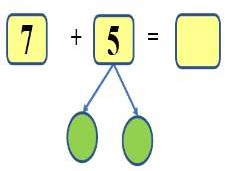 7 + 5 =